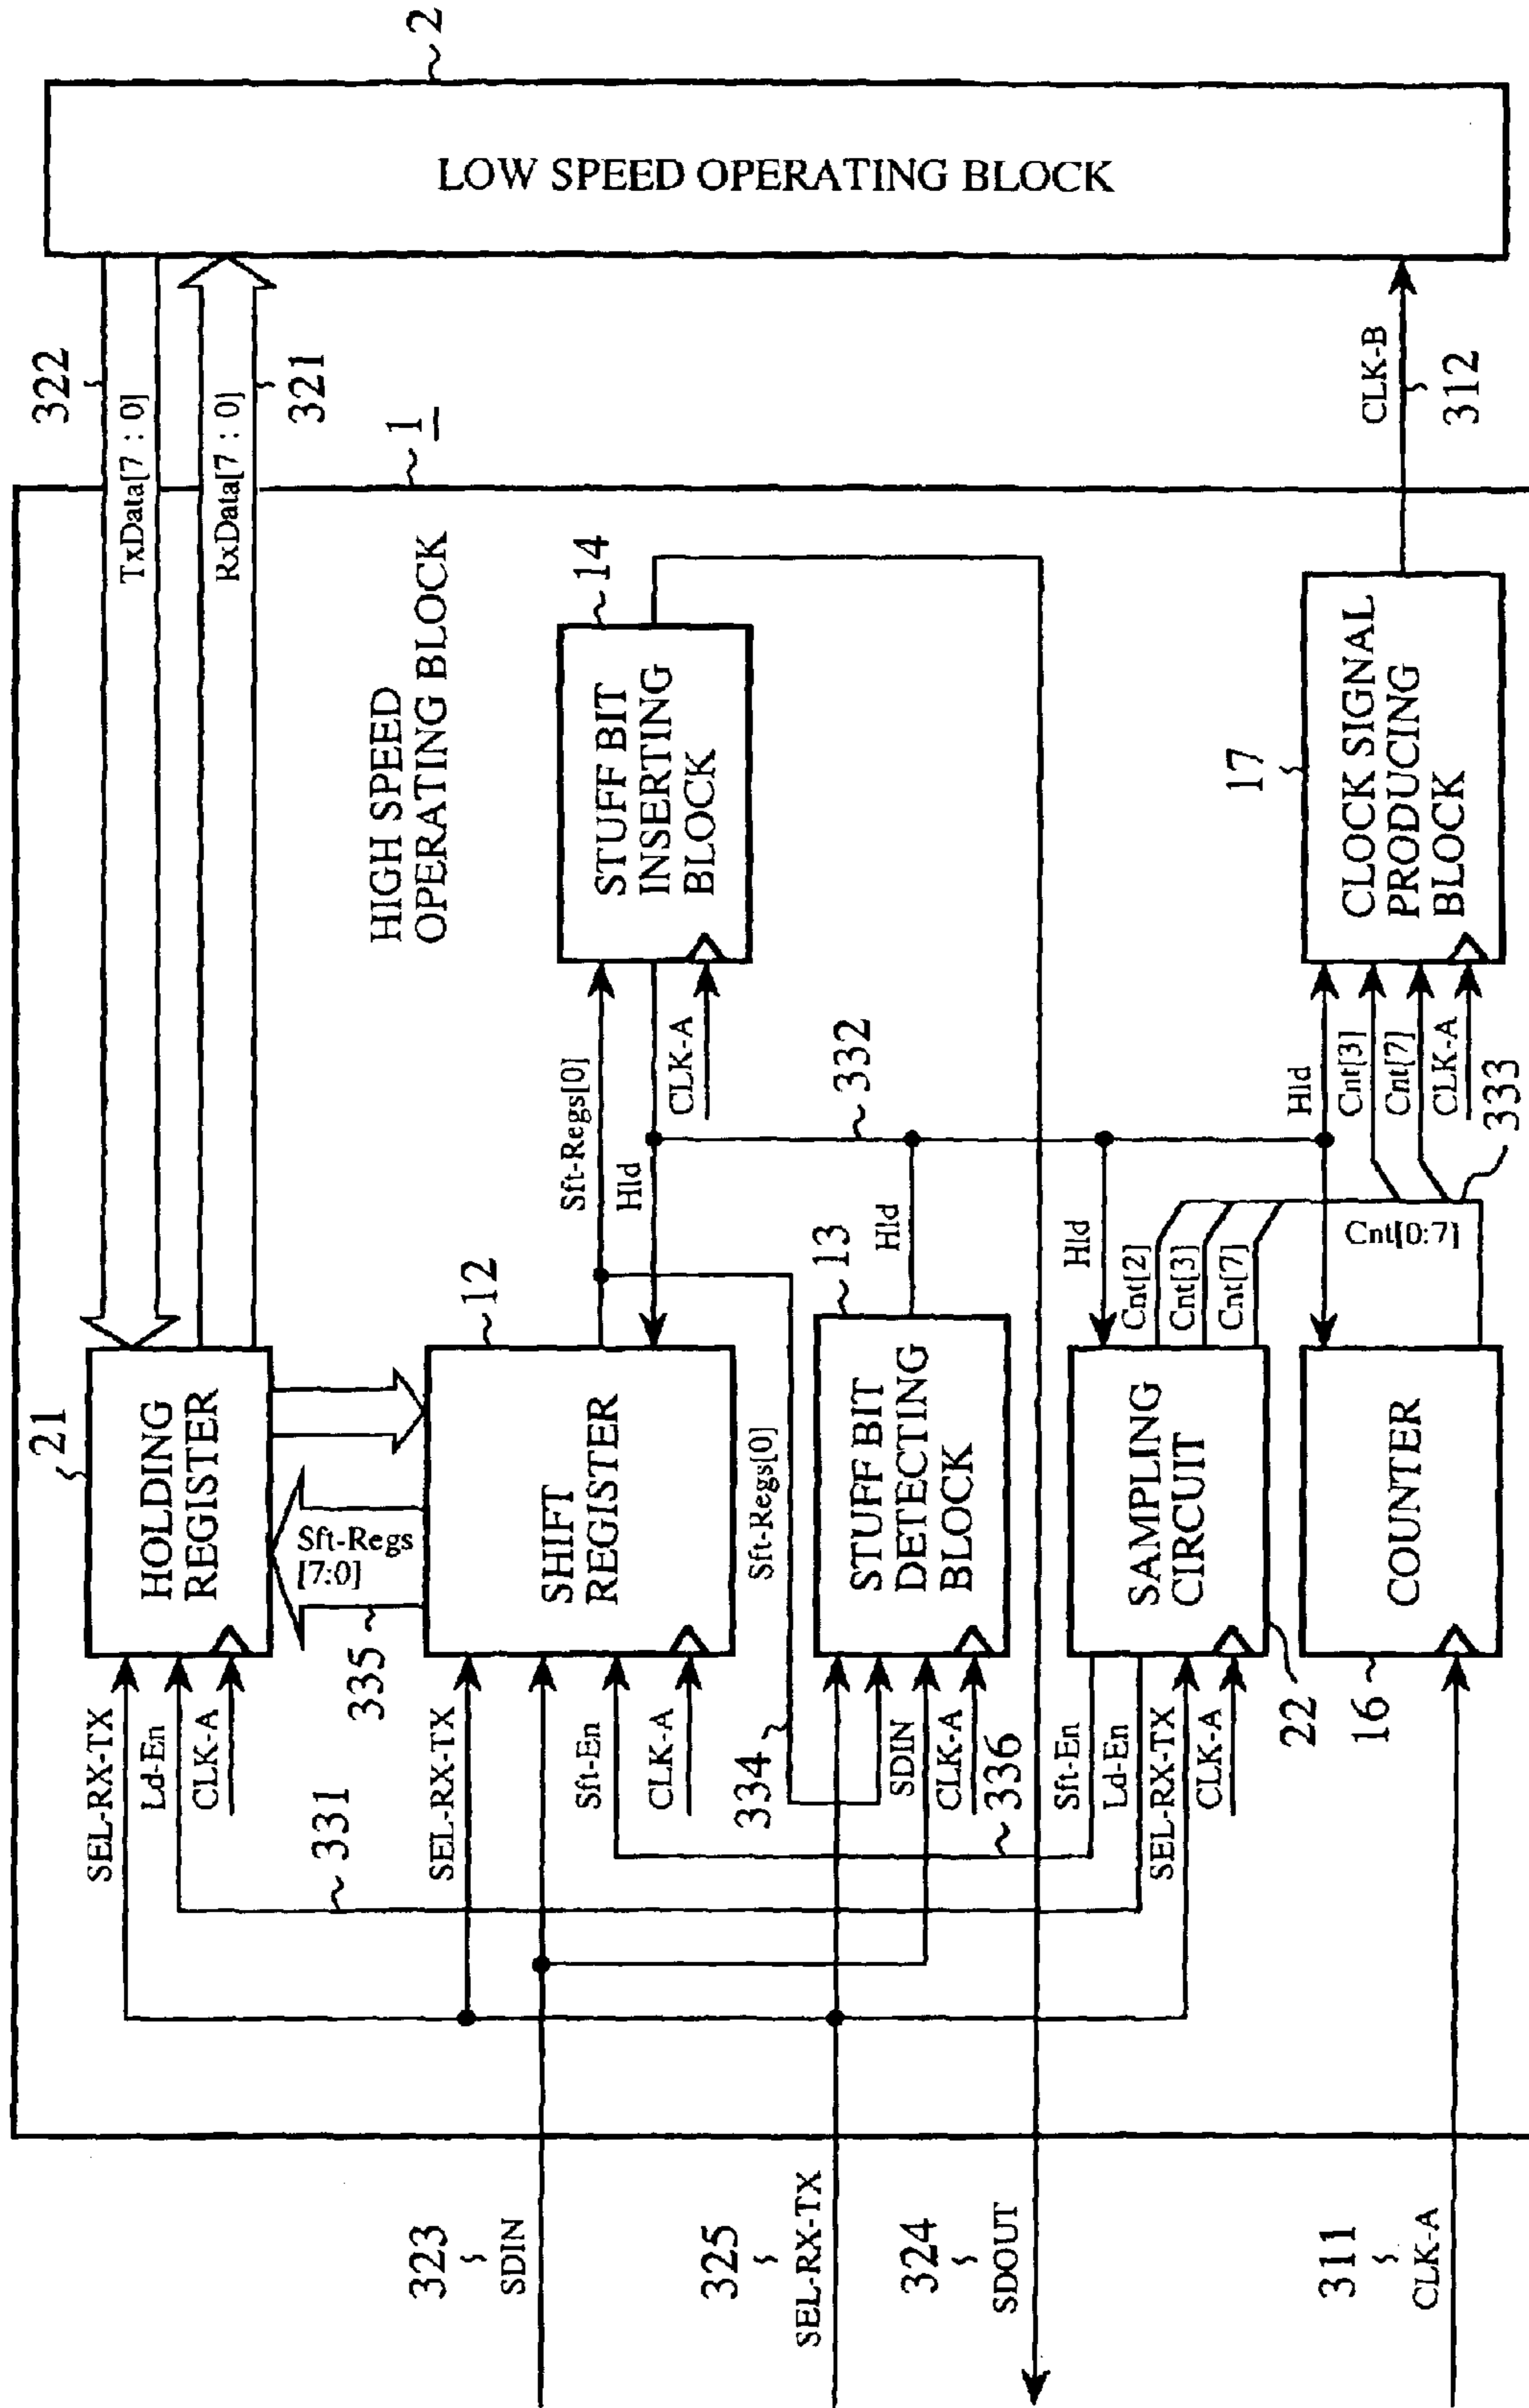 2
LOW SPEED OPERATING BLOCK
322
TxData[7 : 0]
RxData[7 : 0]
321
CLK-B
312
1
HIGH SPEED
OPERATING BLOCK
14
STUFF BIT
INSERTING
BLOCK
17
CLOCK SIGNAL
PRODUCING
BLOCK
Sft-Regs[0]
Hld
CLK-A
332
Hld
Cnt[3]
Cnt[7]
CLK-A
333
21
HOLDING
REGISTER
Sft-Regs
[7:0]
335
12
SHIFT
REGISTER
Sft-Regs[0]
13
Hld
STUFF BIT
DETECTING
BLOCK
Hld
Cnt[2]
Cnt[3]
Cnt[7]
Cnt[0:7]
SAMPLING
CIRCUIT
22
COUNTER
16
SEL-RX-TX
Ld-En
CLK-A
331
SEL-RX-TX
Sft-En
CLK-A
334
SDIN
CLK-A
336
Sft-En
Ld-En
SEL-RX-TX
CLK-A
323
SDIN
325
SEL-RX-TX
324
SDOUT
311
CLK-A